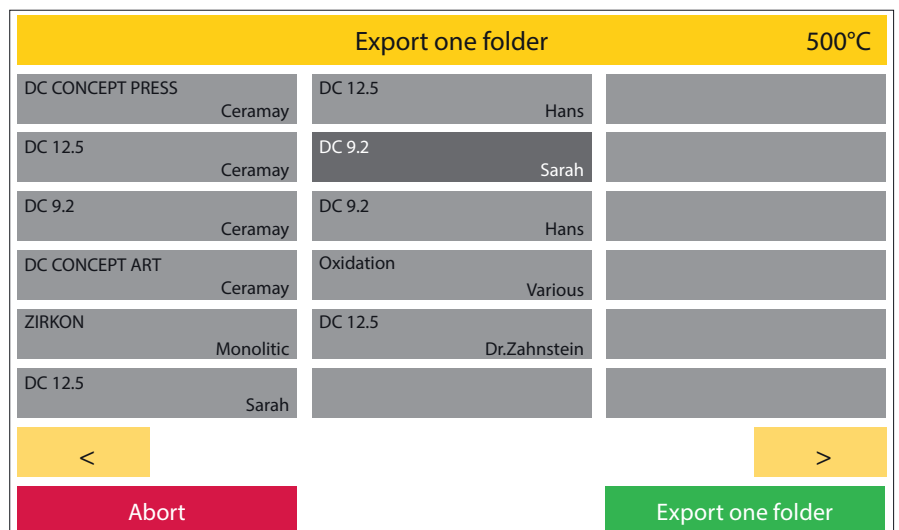 Export one folder 500°C
DC CONCEPT PRESS
Ceramay
DC 12.5
Ceramay
DC 9.2
Ceramay
DC CONCEPT ART
Ceramay
ZIRKON
Monolitic
DC 12.5
Sarah
DC 12.5
Hans
DC 9.2
Sarah
DC 9.2
Hans
Oxidation
Various
DC 12.5
Dr.Zahnstein
< >
Abort
Export one folder